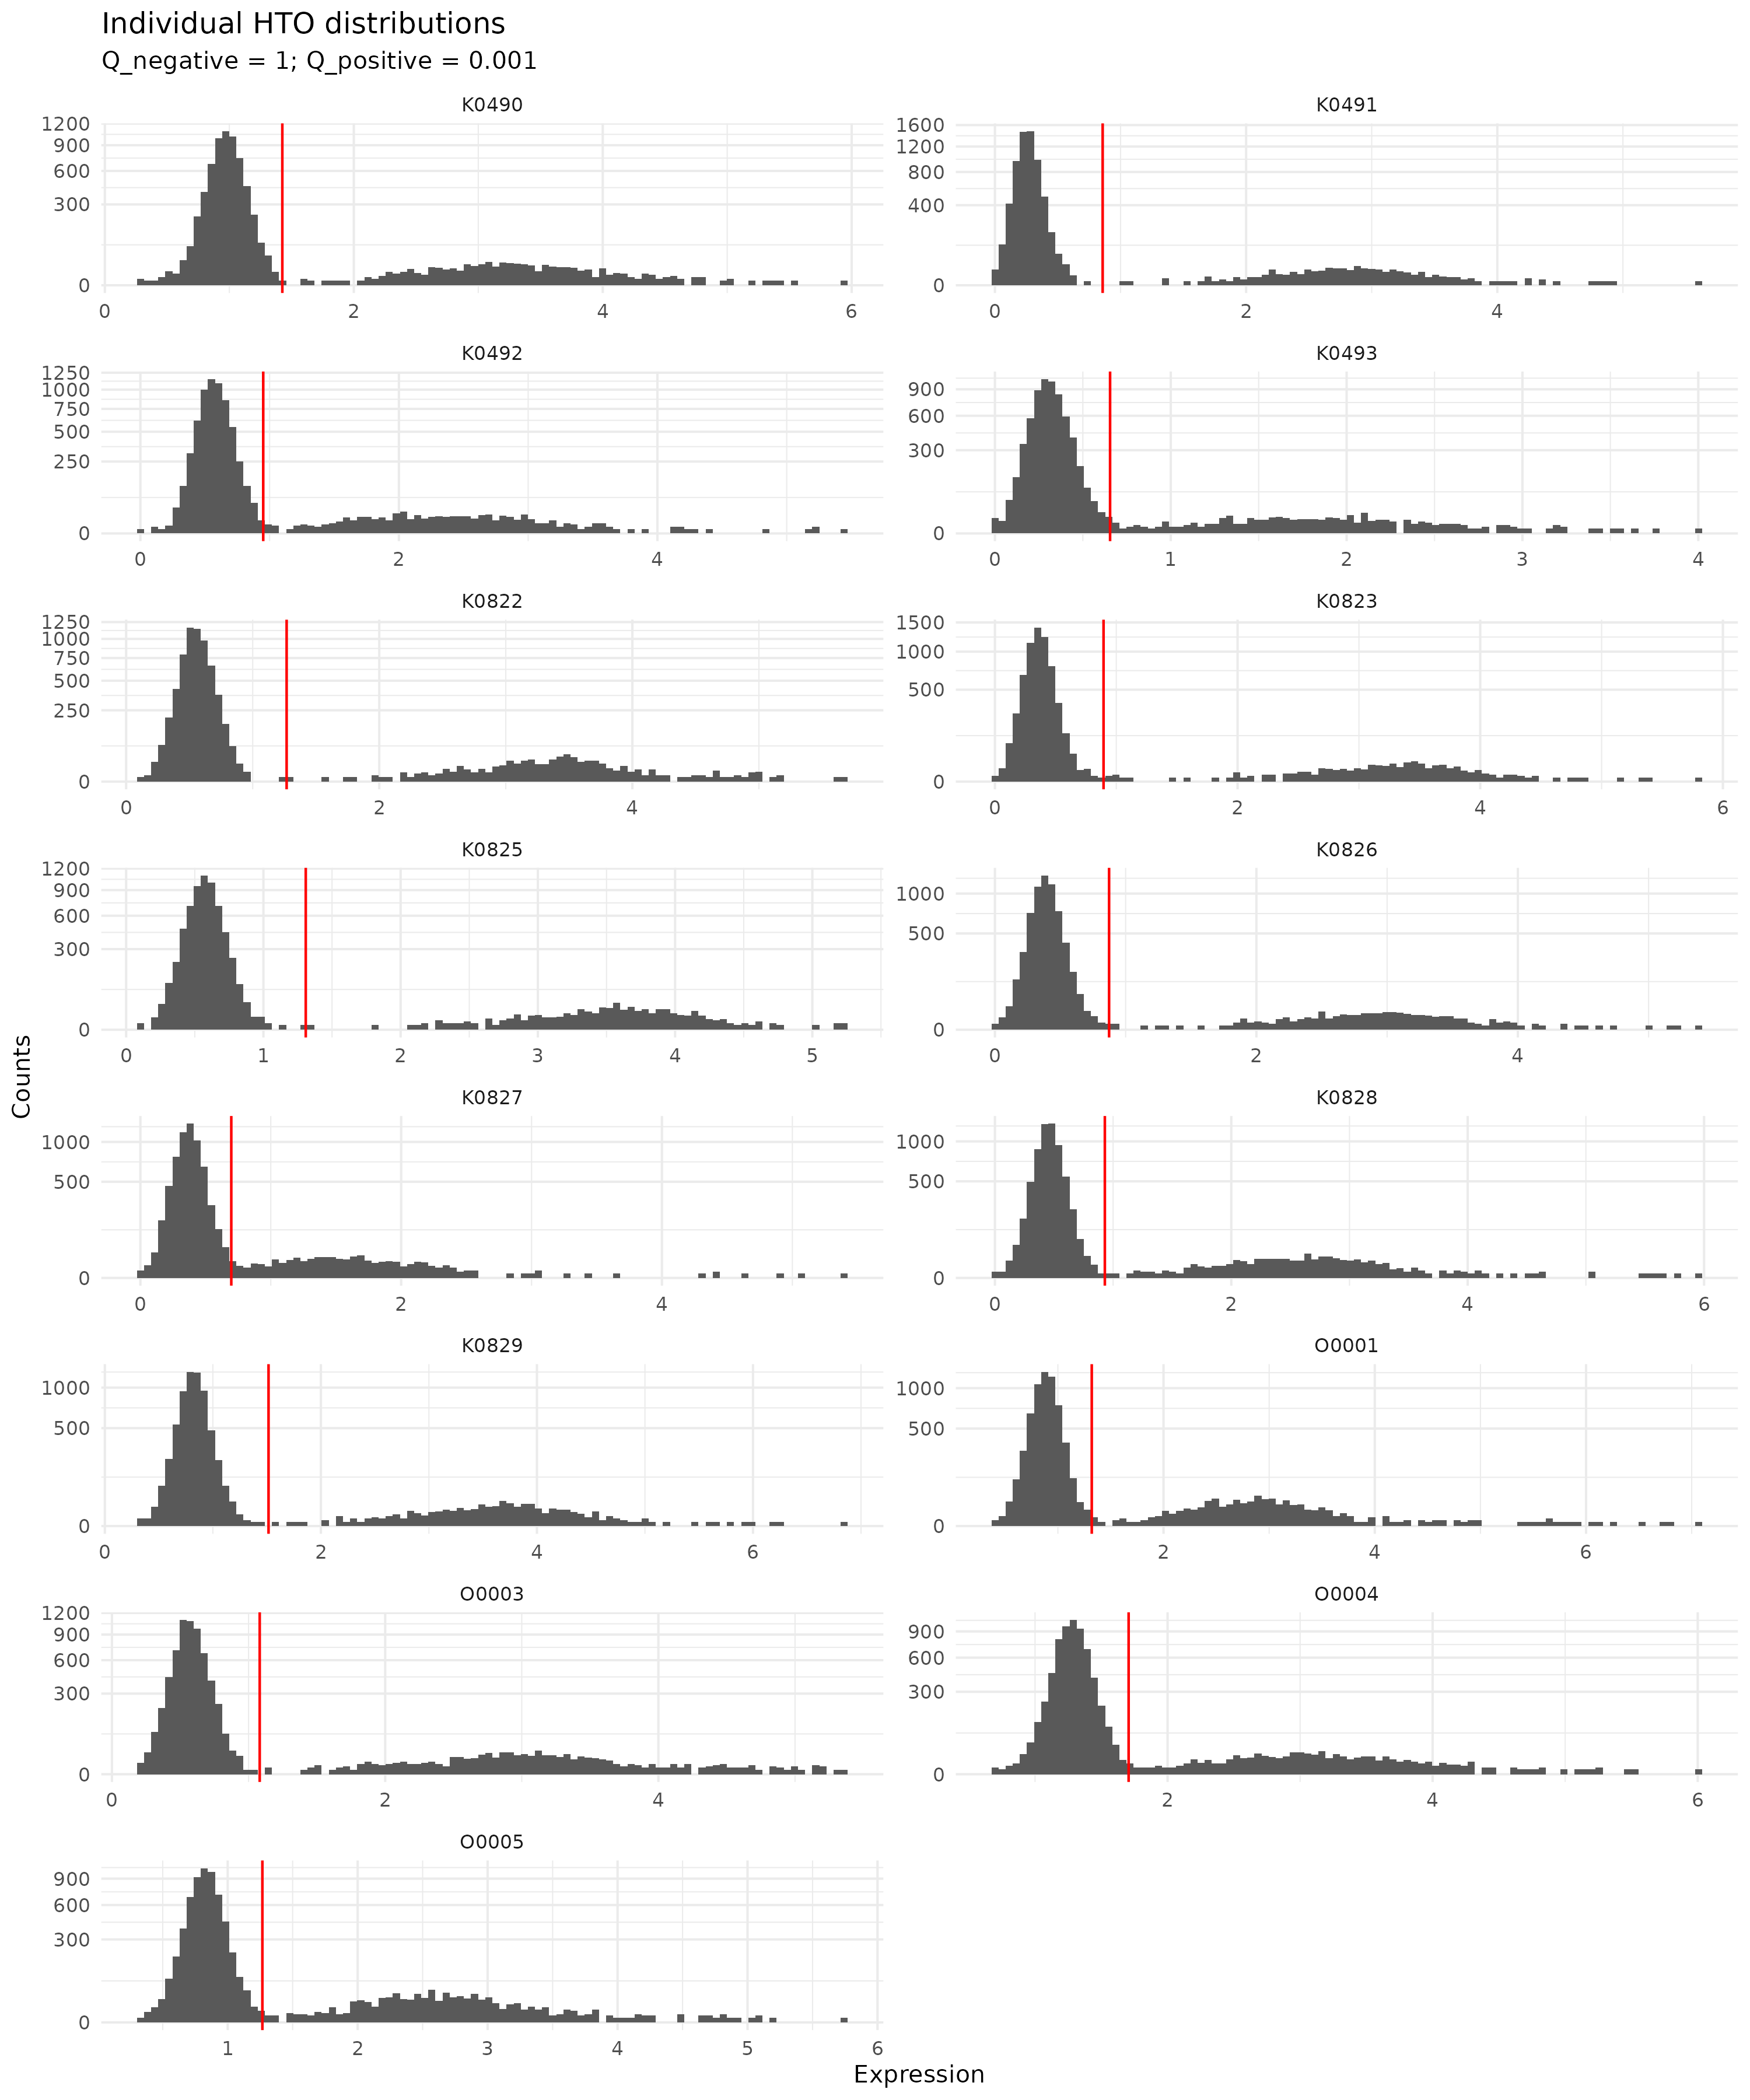 Individual HTO distributions
Q_negative = 1; Q_positive = 0.001
K0490
1200
900
600
300
0
0 2 4 6
K0491
1600
1200
800
400
0
0 2 4
K0492
1250
1000
750
500
250
0
0 2 4
K0493
900
600
300
0
0 1 2 3 4
K0822
1250
1000
750
500
250
0
0 2 4
K0823
1500
1000
500
0
0 2 4 6
K0825
1200
900
600
300
0
0 1 2 3 4 5
K0826
1000
500
0
0 2 4
K0827
1000
500
0
0 2 4
K0828
1000
500
0
0 2 4 6
K0829
1000
500
0
0 2 4 6
O0001
1000
500
0
2 4 6
O0003
1200
900
600
300
0
0 2 4
O0004
900
600
300
0
2 4 6
O0005
900
600
300
0
1 2 3 4 5 6
Counts
Expression